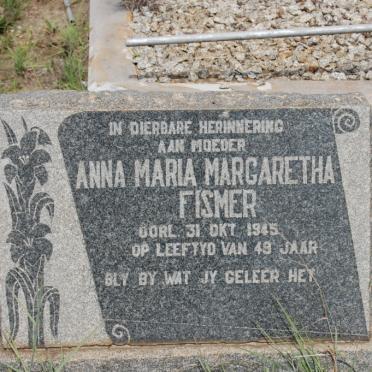 IN DIERBARE HERINNERING
AAN MOEDER
ANNA MARIA MARGARETHA
FISMER
OORL. 31 OKT. 1945.
OP LEEFTYD VAN 49 JAAR
BLY BY WAT JY GELEER HET